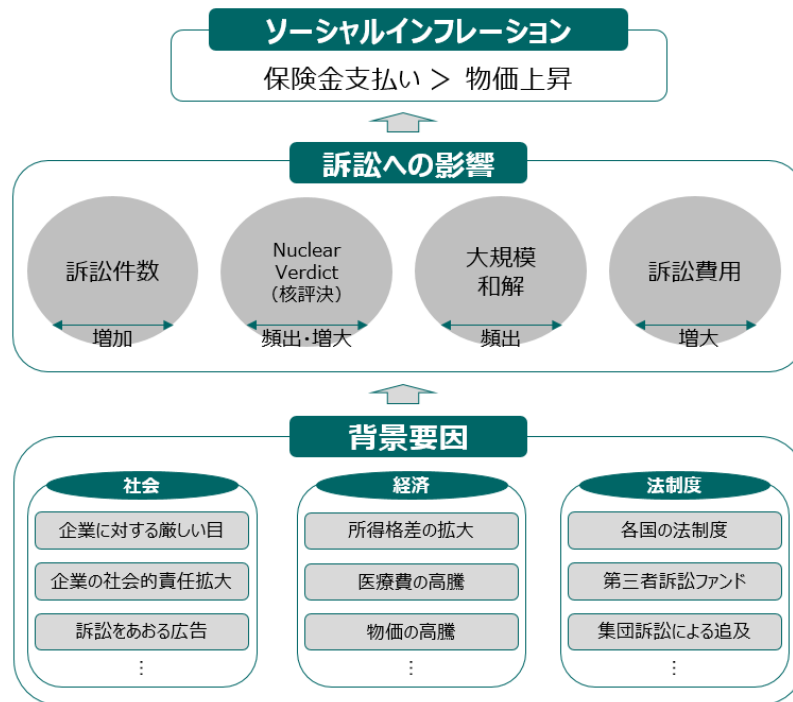 ソーシャルインフレーション
保険金支払い > 物価上昇
訴訟への影響
訴訟件数
増加
Nuclear
Verdict
(核評決)
頻出・増大
大規模
和解
頻出
訴訟費用
増大
背景要因
社会
企業に対する厳しい目
企業の社会的責任拡大
訴訟をあおる広告
⋮
経済
所得格差の拡大
医療費の高騰
物価の高騰
⋮
法制度
各国の法制度
第三者訴訟ファンド
集団訴訟による追及
⋮